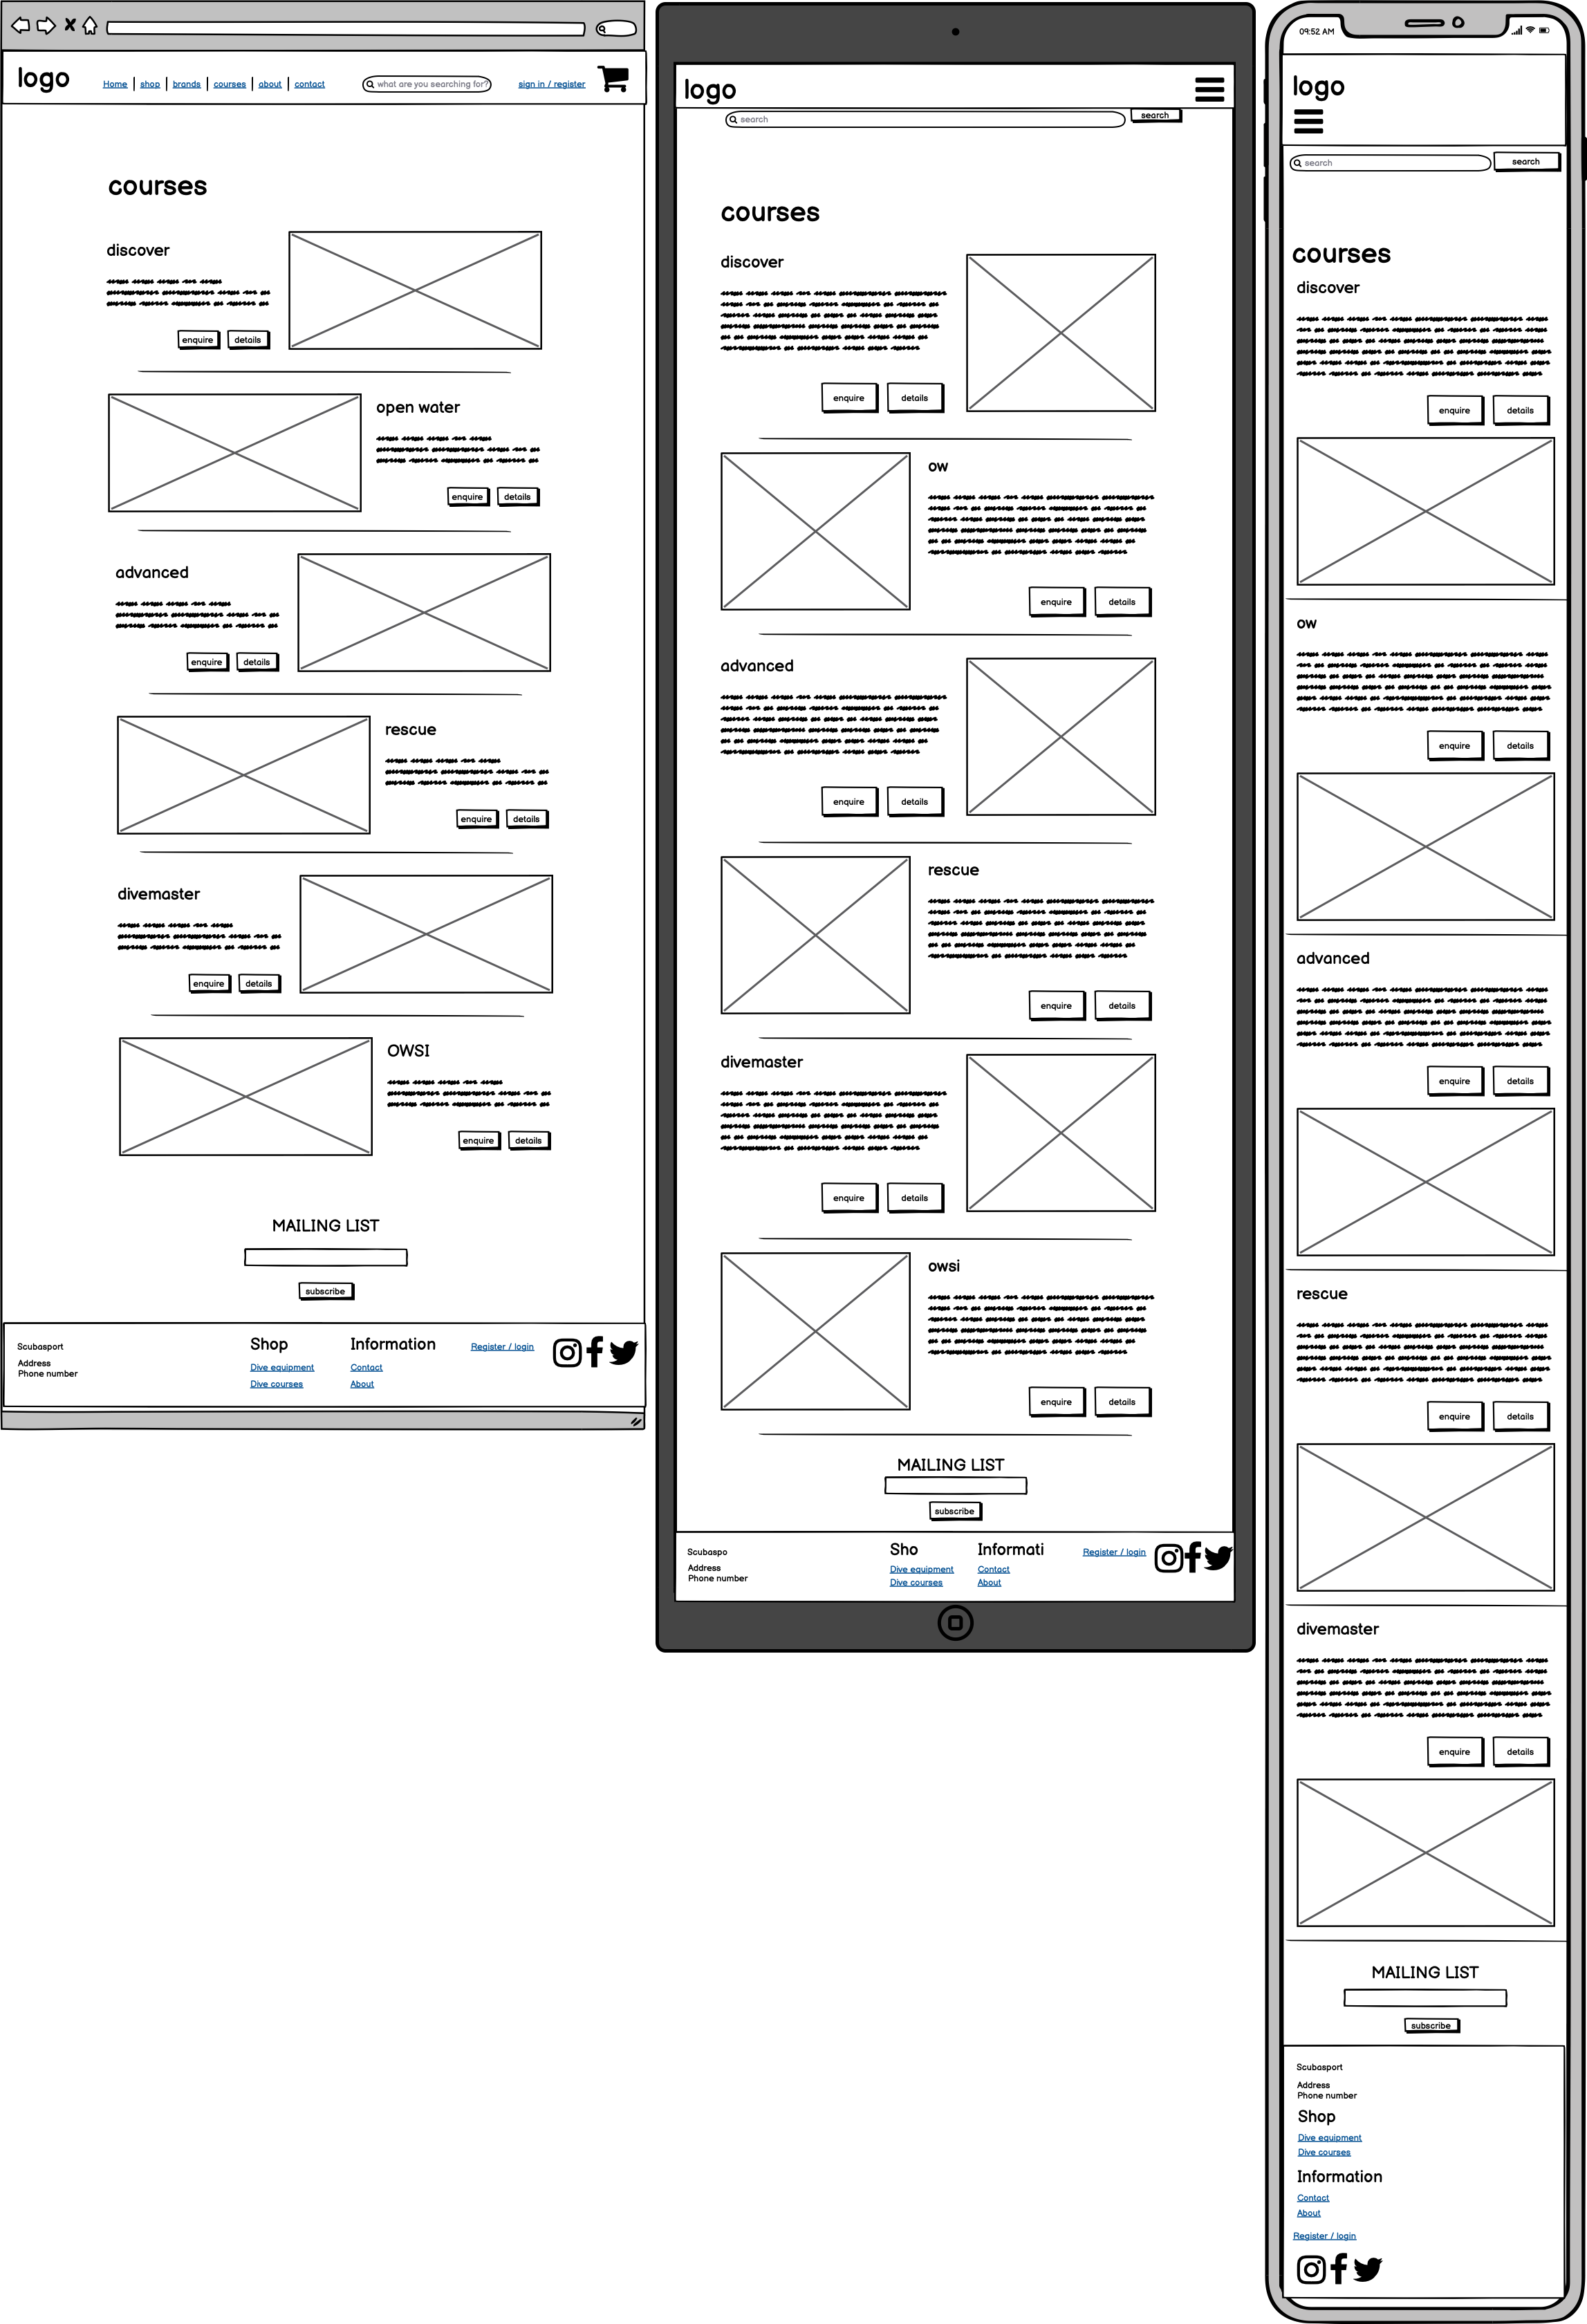 logo
Home shop brands courses about contact
what are you searching for?
sign in / register
courses
discover
enquire details
open water
enquire details
advanced
enquire details
rescue
enquire details
divemaster
enquire details
OWSI
enquire details
MAILING LIST
subscribe
Scubasport
Address
Phone number
Shop
Dive equipment
Dive courses
Information
Contact
About
Register / login
logo
search search
courses
discover
enquire details
ow
enquire details
advanced
enquire details
rescue
enquire details
divemaster
enquire details
owsi
enquire details
MAILING LIST
subscribe
Scubaspo
Address
Phone number
Sho
Dive equipment
Dive courses
Informati
Contact
About
Register / login
09:52 AM
logo
search search
courses
discover
enquire details
ow
enquire details
advanced
enquire details
rescue
enquire details
divemaster
enquire details
MAILING LIST
subscribe
Scubasport
Address
Phone number
Shop
Dive equipment
Dive courses
Information
Contact
About
Register / login